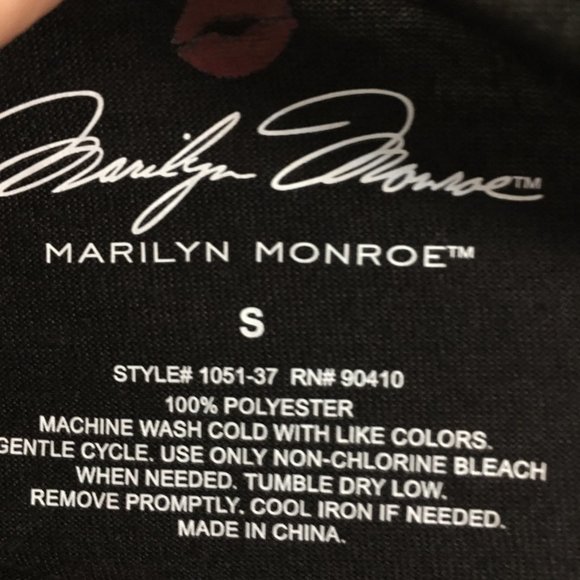 Marilyn Monroe™
MARILYN MONROE™
S
STYLE# 1051-37 RN# 90410
100% POLYESTER
MACHINE WASH COLD WITH LIKE COLORS.
GENTLE CYCLE. USE ONLY NON-CHLORINE BLEACH
WHEN NEEDED. TUMBLE DRY LOW.
REMOVE PROMPTLY. COOL IRON IF NEEDED.
MADE IN CHINA.